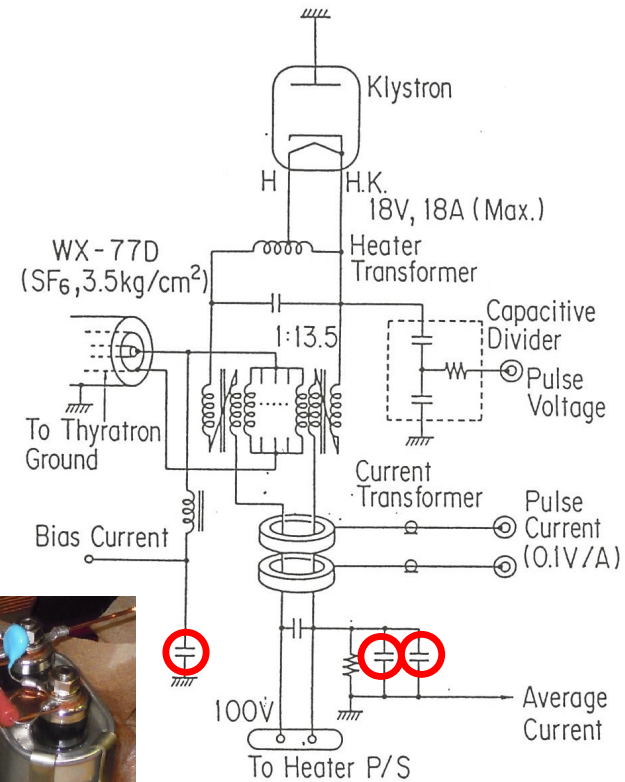 Klystron
H
H.K.
18V, 18A (Max.)
Heater
Transformer
WX-77D
(SF6, 3.5kg/cm²)
1:13.5
Capacitive
Divider
Pulse
Voltage
To Thyratron
Ground
Current
Transformer
Pulse
Current
(0.1V/A)
Bias Current
100V
Average
Current
To Heater P/S